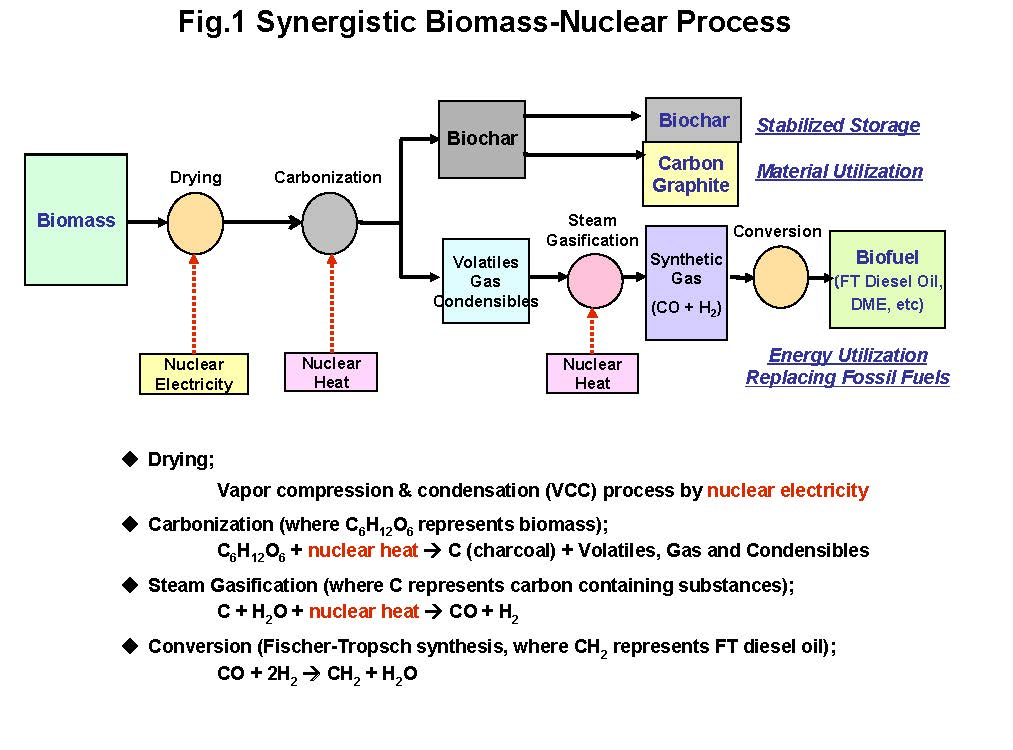 Fig.1 Synergistic Biomass-Nuclear Process
Biomass
Drying
Carbonization
Biochar
Biochar
Stabilized Storage
Carbon
Graphite
Material Utilization
Volatiles
Gas
Condensibles
Steam
Gasification
Synthetic
Gas
(CO + H₂)
Conversion
Biofuel
(FT Diesel Oil,
DME, etc)
Nuclear
Electricity
Nuclear
Heat
Nuclear
Heat
Energy Utilization
Replacing Fossil Fuels
◆ Drying;
Vapor compression & condensation (VCC) process by nuclear electricity
◆ Carbonization (where C₆H₁₂O₆ represents biomass);
C₆H₁₂O₆ + nuclear heat → C (charcoal) + Volatiles, Gas and Condensibles
◆ Steam Gasification (where C represents carbon containing substances);
C + H₂O + nuclear heat → CO + H₂
◆ Conversion (Fischer-Tropsch synthesis, where CH₂ represents FT diesel oil);
CO + 2H₂ → CH₂ + H₂O